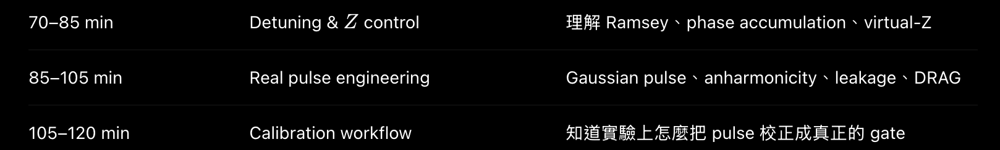 70–85 min Detuning & Z control 理解 Ramsey、phase accumulation、virtual-Z
85–105 min Real pulse engineering Gaussian pulse、anharmonicity、leakage、DRAG
105–120 min Calibration workflow 知道實驗上怎麼把 pulse 校正成真正的 gate